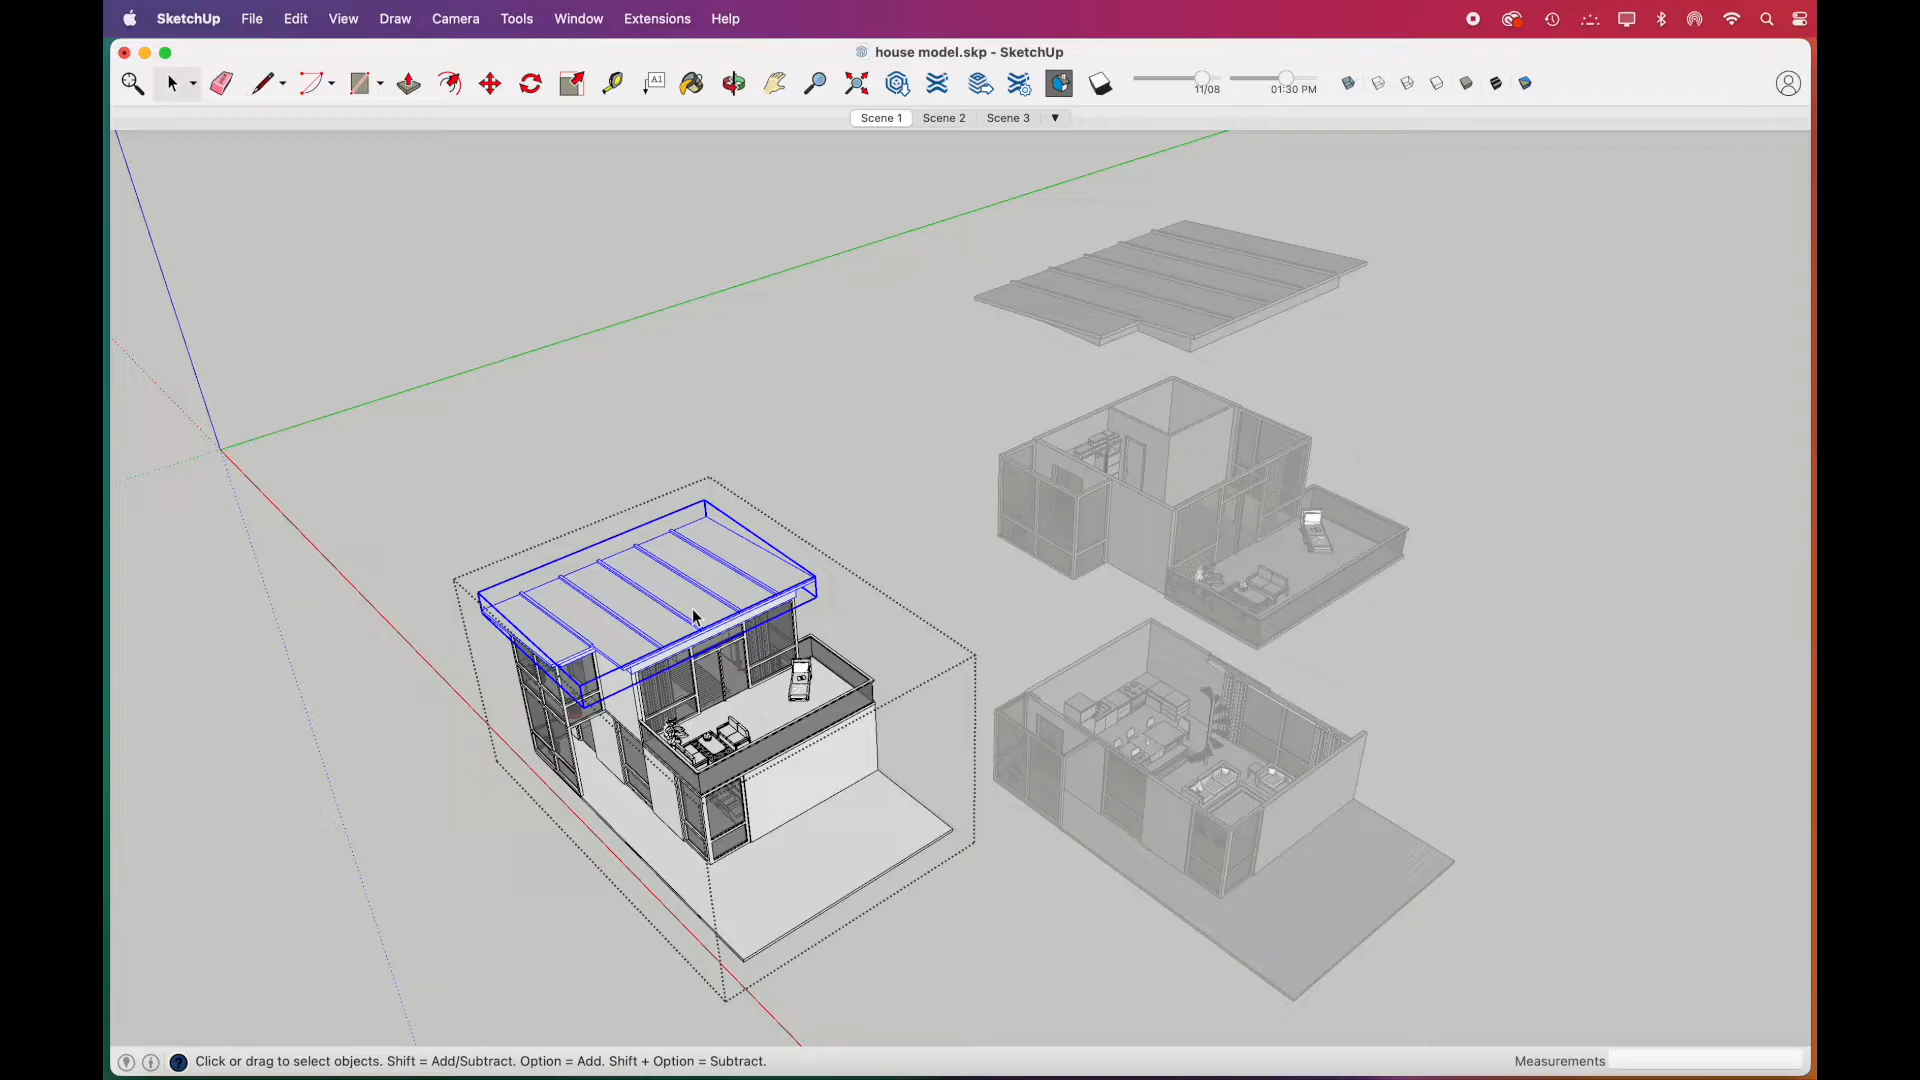 SketchUp File Edit View Draw Camera Tools Window Extensions Help
house model.skp - SketchUp
A1
11/08 01:30 PM
Scene 1 Scene 2 Scene 3
Click or drag to select objects. Shift = Add/Subtract. Option = Add. Shift + Option = Subtract.
Measurements